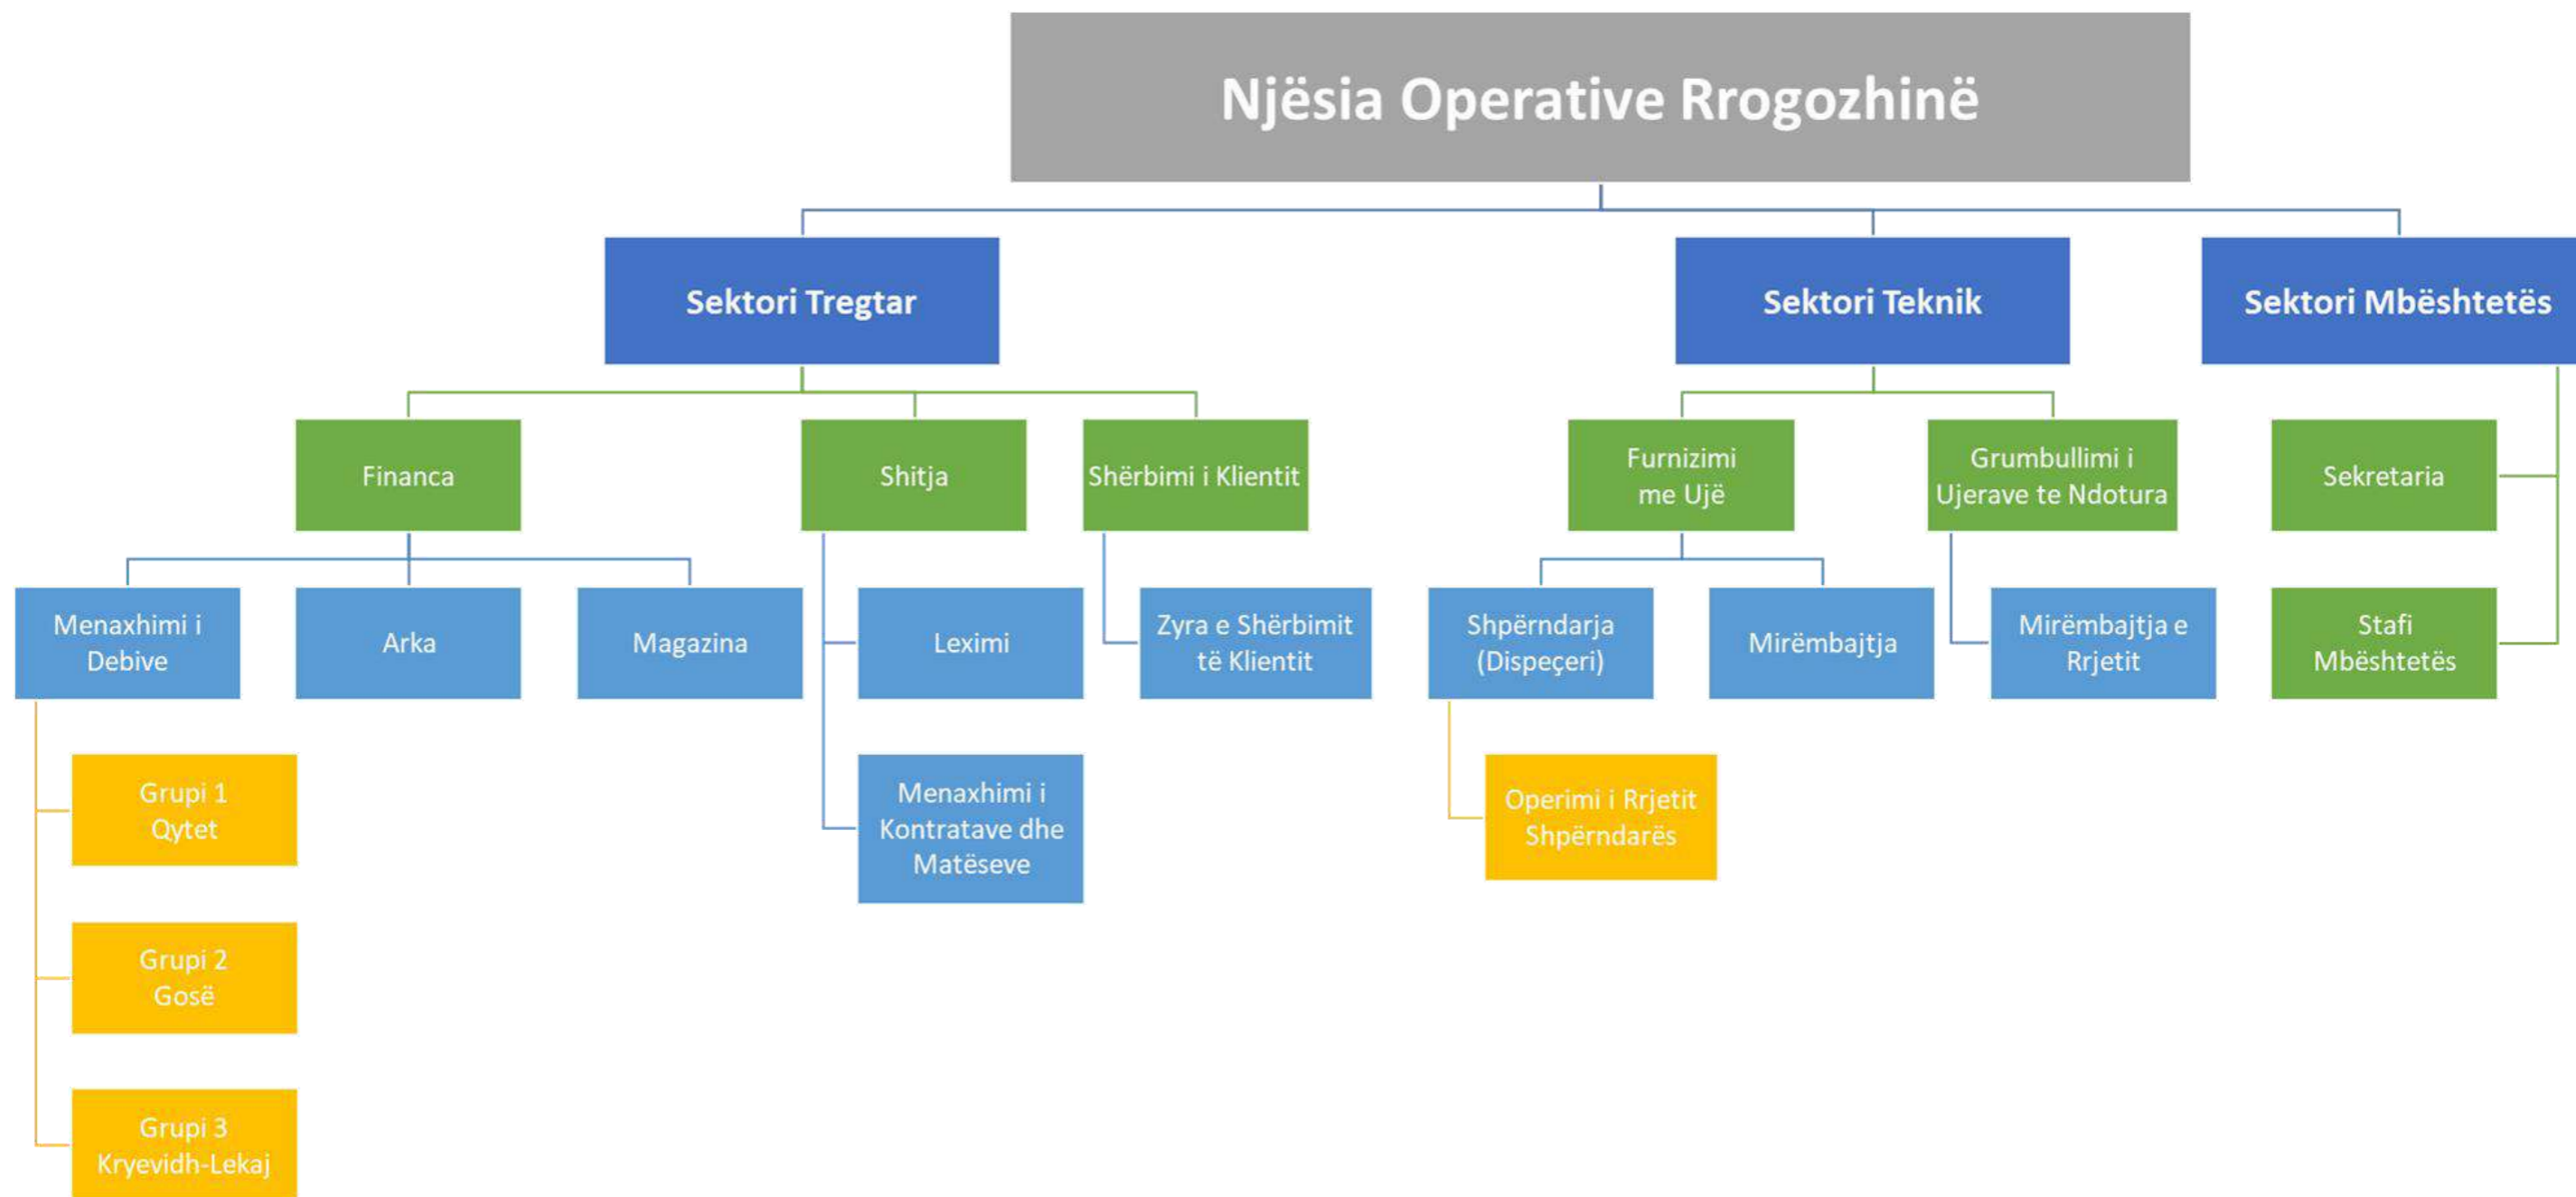 Njësia Operative Rrogozhinë
Sektori Tregtar
Sektori Teknik
Sektori Mbështetës
Financa
Shitja
Shërbimi i Klientit
Furnizimi
me Ujë
Grumbullimi i
Ujerave te Ndotura
Sekretaria
Menaxhimi i
Debive
Arka
Magazina
Leximi
Zyra e Shërbimit
të Klientit
Shpërndarja
(Dispeçeri)
Mirëmbajtja
Mirëmbajtja e
Rrjetit
Stafi
Mbështetës
Grupi 1
Qytet
Menaxhimi i
Kontratave dhe
Matëseve
Operimi i Rrjetit
Shpërndarës
Grupi 2
Gosë
Grupi 3
Kryevidh-Lekaj